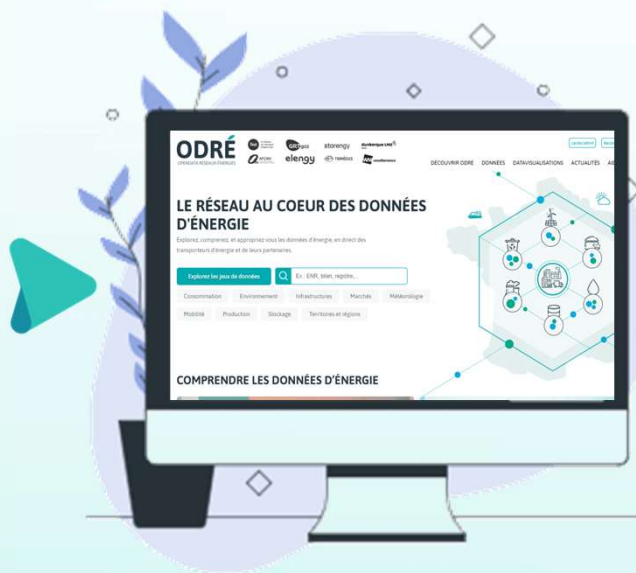 ODRÉ
OPENDATA RÉSEAUX ÉNERGIES
GRTgaz storengy dunkerque LNG
elengy
DÉCOUVRIR ODRE DONNÉES DATAVISUALISATIONS ACTUALITÉS
LE RÉSEAU AU COEUR DES DONNÉES
D'ÉNERGIE
Explorez, comprenez, et appropriez vous les données d'énergie, en direct des
transporteurs d'énergie et de leurs partenaires.
Explorez les jeux de données
Ex : ENR, bilan, registre,...
Consommation Environnement Infrastructures Marchés Météorologie
Mobilité Production Stockage Territoires et régions
COMPRENDRE LES DONNÉES D'ÉNERGIE